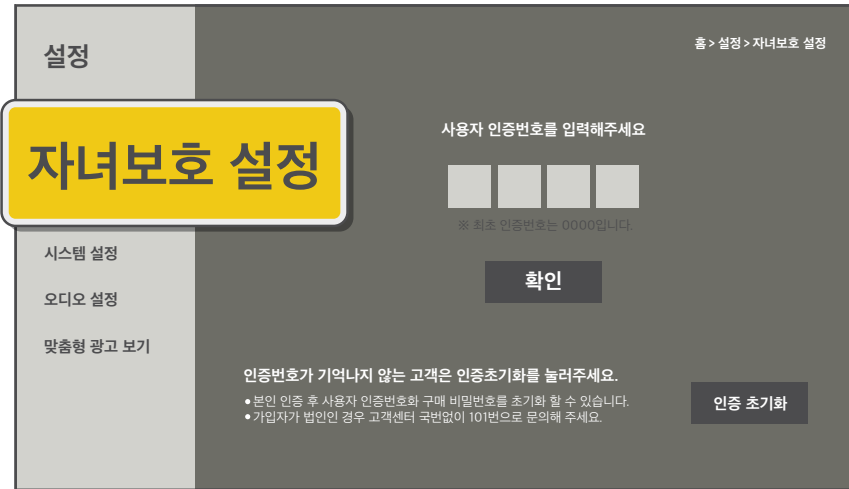 설정
홈 > 설정 > 자녀보호 설정
자녀보호 설정
시스템 설정
오디오 설정
맞춤형 광고 보기
사용자 인증번호를 입력해주세요
※ 최초 인증번호는 0000입니다.
확인
인증번호가 기억나지 않는 고객은 인증초기화를 눌러주세요.
●본인 인증 후 사용자 인증번호화 구매 비밀번호를 초기화 할 수 있습니다.
●가입자가 법인인 경우 고객센터 국번없이 101번으로 문의해 주세요.
인증 초기화